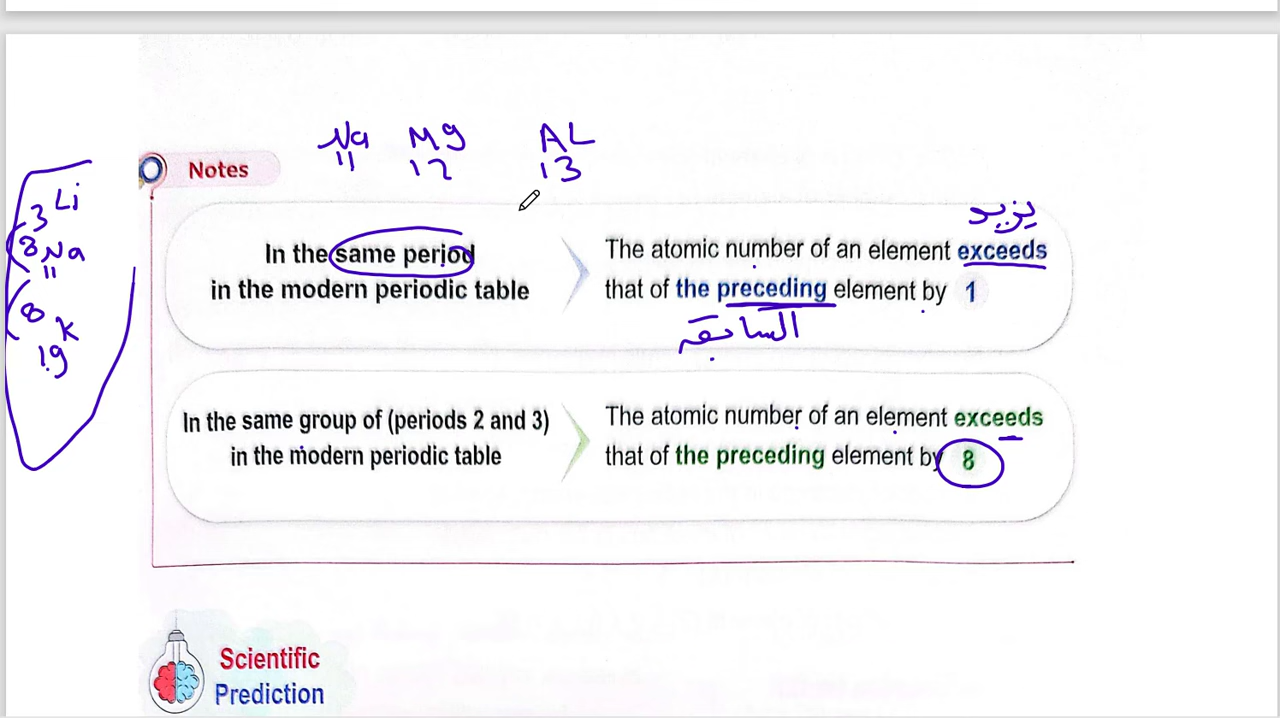 Na Mg AL
11 12 13
Notes
3 Li
8 Na
11
8 K
19
يزيد
In the same period
in the modern periodic table
The atomic number of an element exceeds
that of the preceding element by 1
السابقه
In the same group of (periods 2 and 3)
in the modern periodic table
The atomic number of an element exceeds
that of the preceding element by 8
Scientific
Prediction